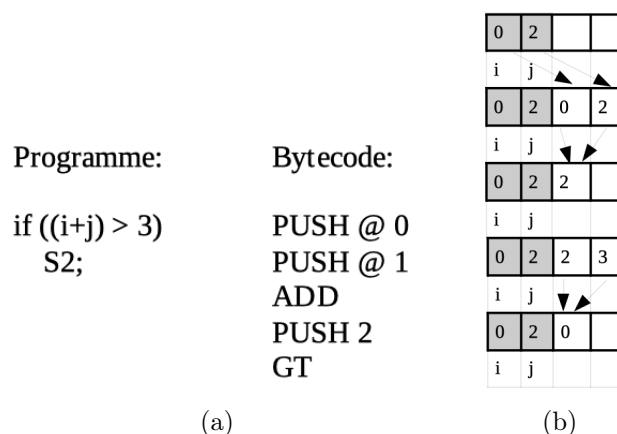 Programme:
if ((i+j) > 3)
S2;
Bytecode:
PUSH @ 0
PUSH @ 1
ADD
PUSH 2
GT
(a)
0 2
i j
0 2 0 2
i j
0 2 2
i j
0 2 2 3
i j
0 2 0
i j
(b)